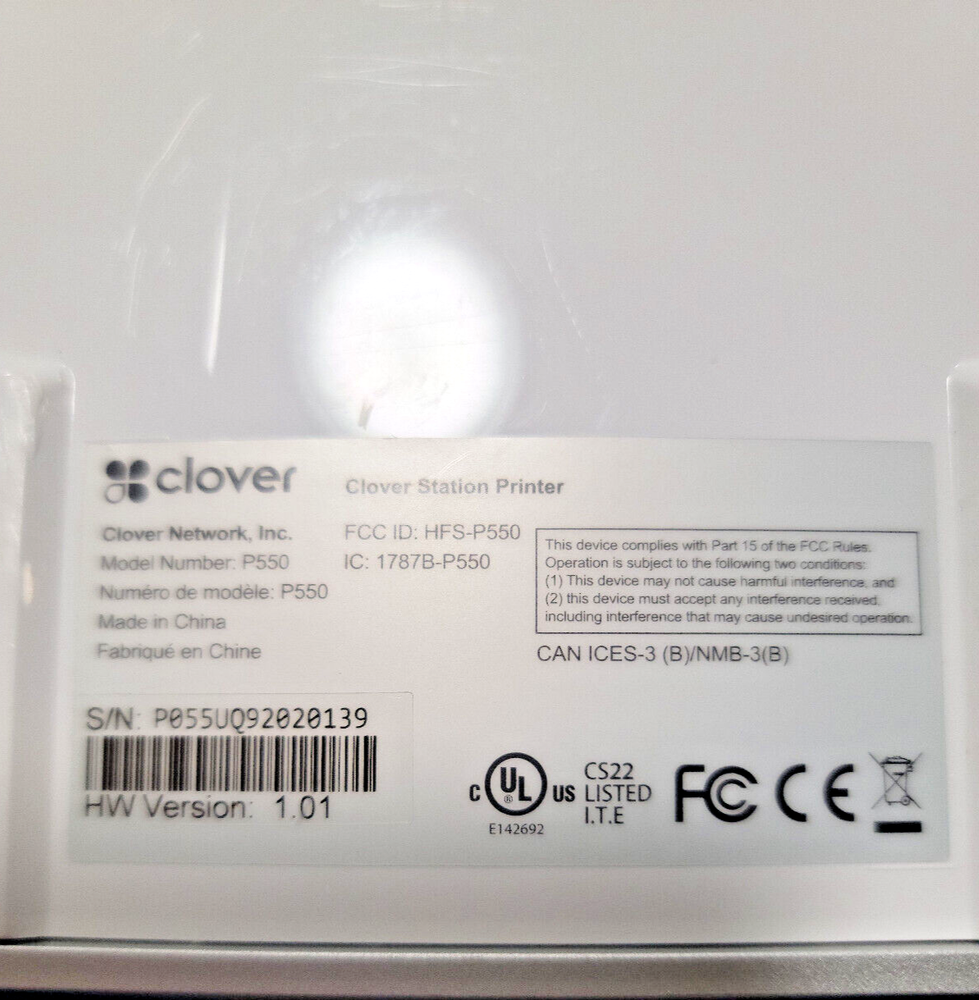 clover
Clover Station Printer
Clover Network, Inc.
Model Number: P550
Numéro de modèle: P550
Made in China
Fabriqué en Chine
FCC ID: HFS-P550
IC: 1787B-P550
This device complies with Part 15 of the FCC Rules.
Operation is subject to the following two conditions:
(1) This device may not cause harmful interference, and
(2) this device must accept any interference received,
including interference that may cause undesired operation.
CAN ICES-3 (B)/NMB-3(B)
S/N: P055UQ92020139
HW Version: 1.01
C UL ® US
E142692
CS22
LISTED
I.T.E
FC CE